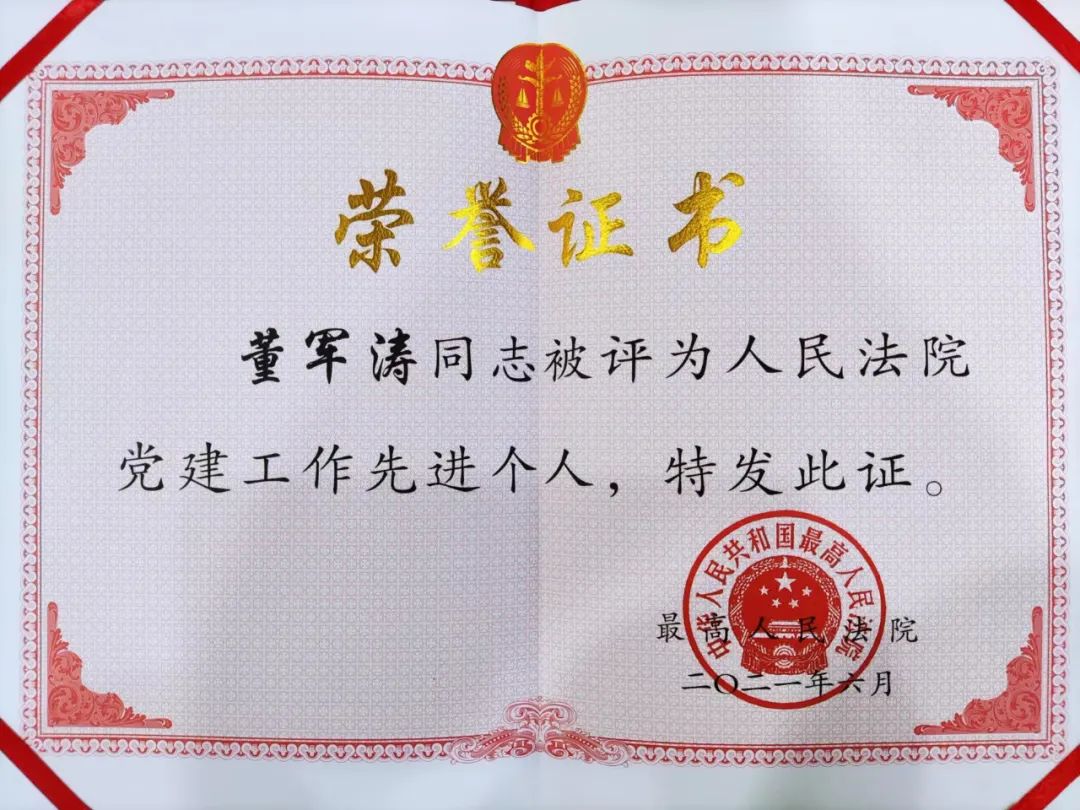 荣誉证书
董军涛同志被评为人民法院
党建工作先进个人，特发此证。
中华人民共和国最高人民法院
最高人民法院
二〇二一年六月